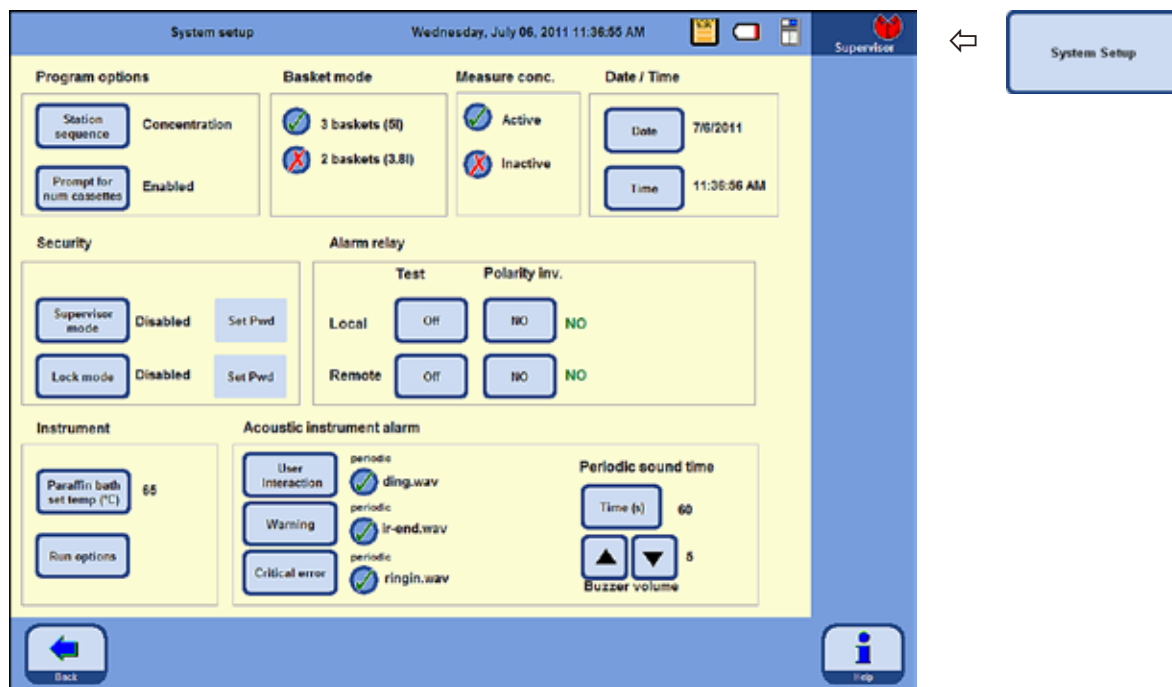 System setup Wednesday, July 06, 2011 11:36:55 AM
Supervisor
System Setup
Program options Basket mode Measure conc. Date / Time
Station sequence Concentration
Prompt for num cassettes Enabled
3 baskets (5l)
2 baskets (3.8l)
Active
Inactive
Date 7/6/2011
Time 11:36:56 AM
Security Alarm relay
Supervisor mode Disabled Set Pwd
Lock mode Disabled Set Pwd
Test Polarity inv.
Local Off NO NO
Remote Off NO NO
Instrument Acoustic instrument alarm
Paraffin bath set temp (°C) 65
Run options
User Interaction periodic ding.wav
Warning periodic lr-end.wav
Critical error periodic ringin.wav
Periodic sound time
Time (s) 60
5
Buzzer volume
Back
Help